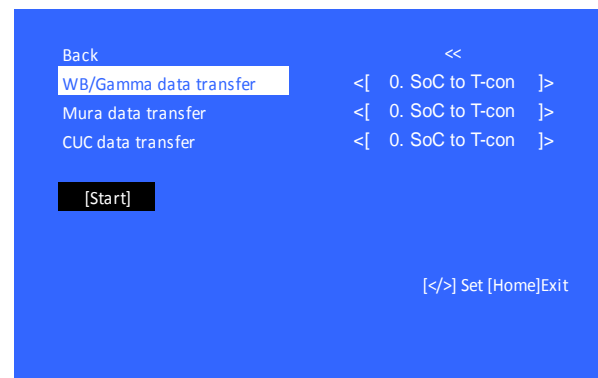 Back <<
WB/Gamma data transfer <[ 0. SoC to T-con ]>
Mura data transfer <[ 0. SoC to T-con ]>
CUC data transfer <[ 0. SoC to T-con ]>
[Start]
[</>] Set [Home]Exit